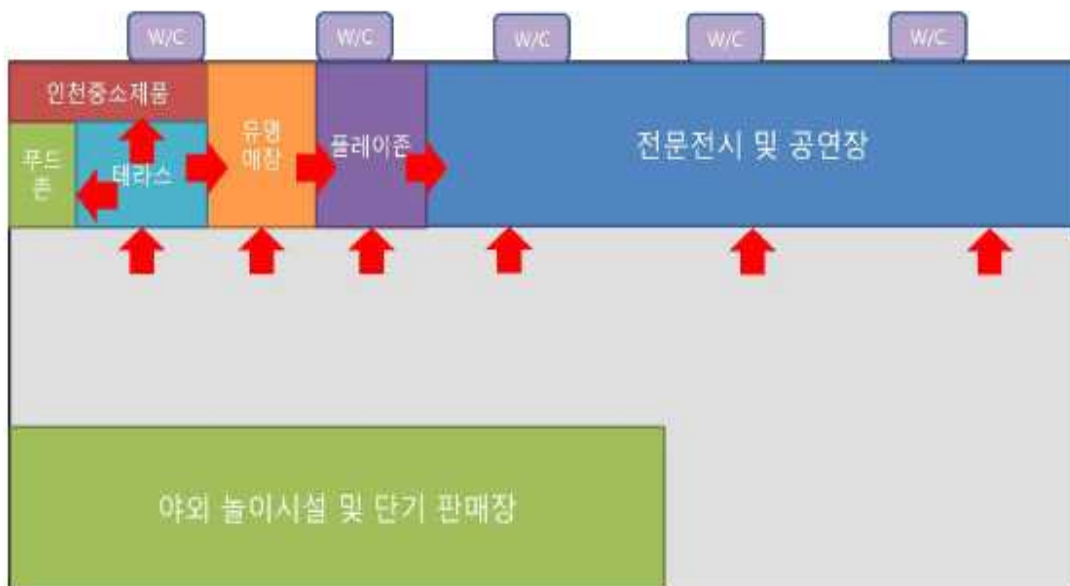 W/C
W/C
W/C
W/C
W/C
인천중소제품
유명
매장
플레이존
전문전시 및 공연장
푸드
존
테라스
야외 놀이시설 및 단기 판매장